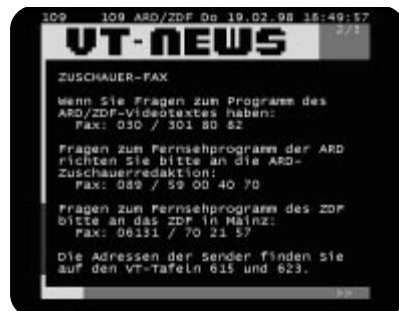 109 109 ARD/ZDF Do 19.02.98 18:49:57
VT-NEWS
2/3
ZUSCHAUER-FAX
Wenn Sie Fragen zum Programm des
ARD/ZDF-Videotextes haben:
Fax: 030 / 301 80 82
Fragen zum Fernsehprogramm der ARD
richten Sie bitte an die ARD-
Zuschauerredaktion:
Fax: 089 / 59 00 40 70
Fragen zum Fernsehprogramm des ZDF
bitte an das ZDF in Mainz:
Fax: 06131 / 70 21 57
Die Adressen der Sender finden Sie
auf den VT-Tafeln 615 und 623.
>>